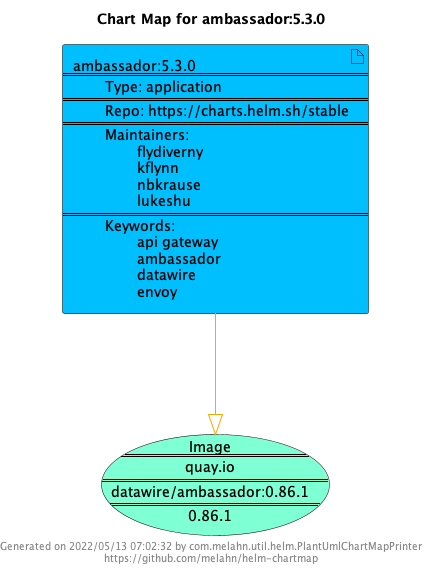 Chart Map for ambassador:5.3.0
ambassador:5.3.0
Type: application
Repo: https://charts.helm.sh/stable
Maintainers:
flydiverny
kflynn
nbkrause
lukeshu
Keywords:
api gateway
ambassador
datawire
envoy
Image
quay.io
datawire/ambassador:0.86.1
0.86.1
Generated on 2022/05/13 07:02:32 by com.melahn.util.helm.PlantUmlChartMapPrinter
https://github.com/melahn/helm-chartmap